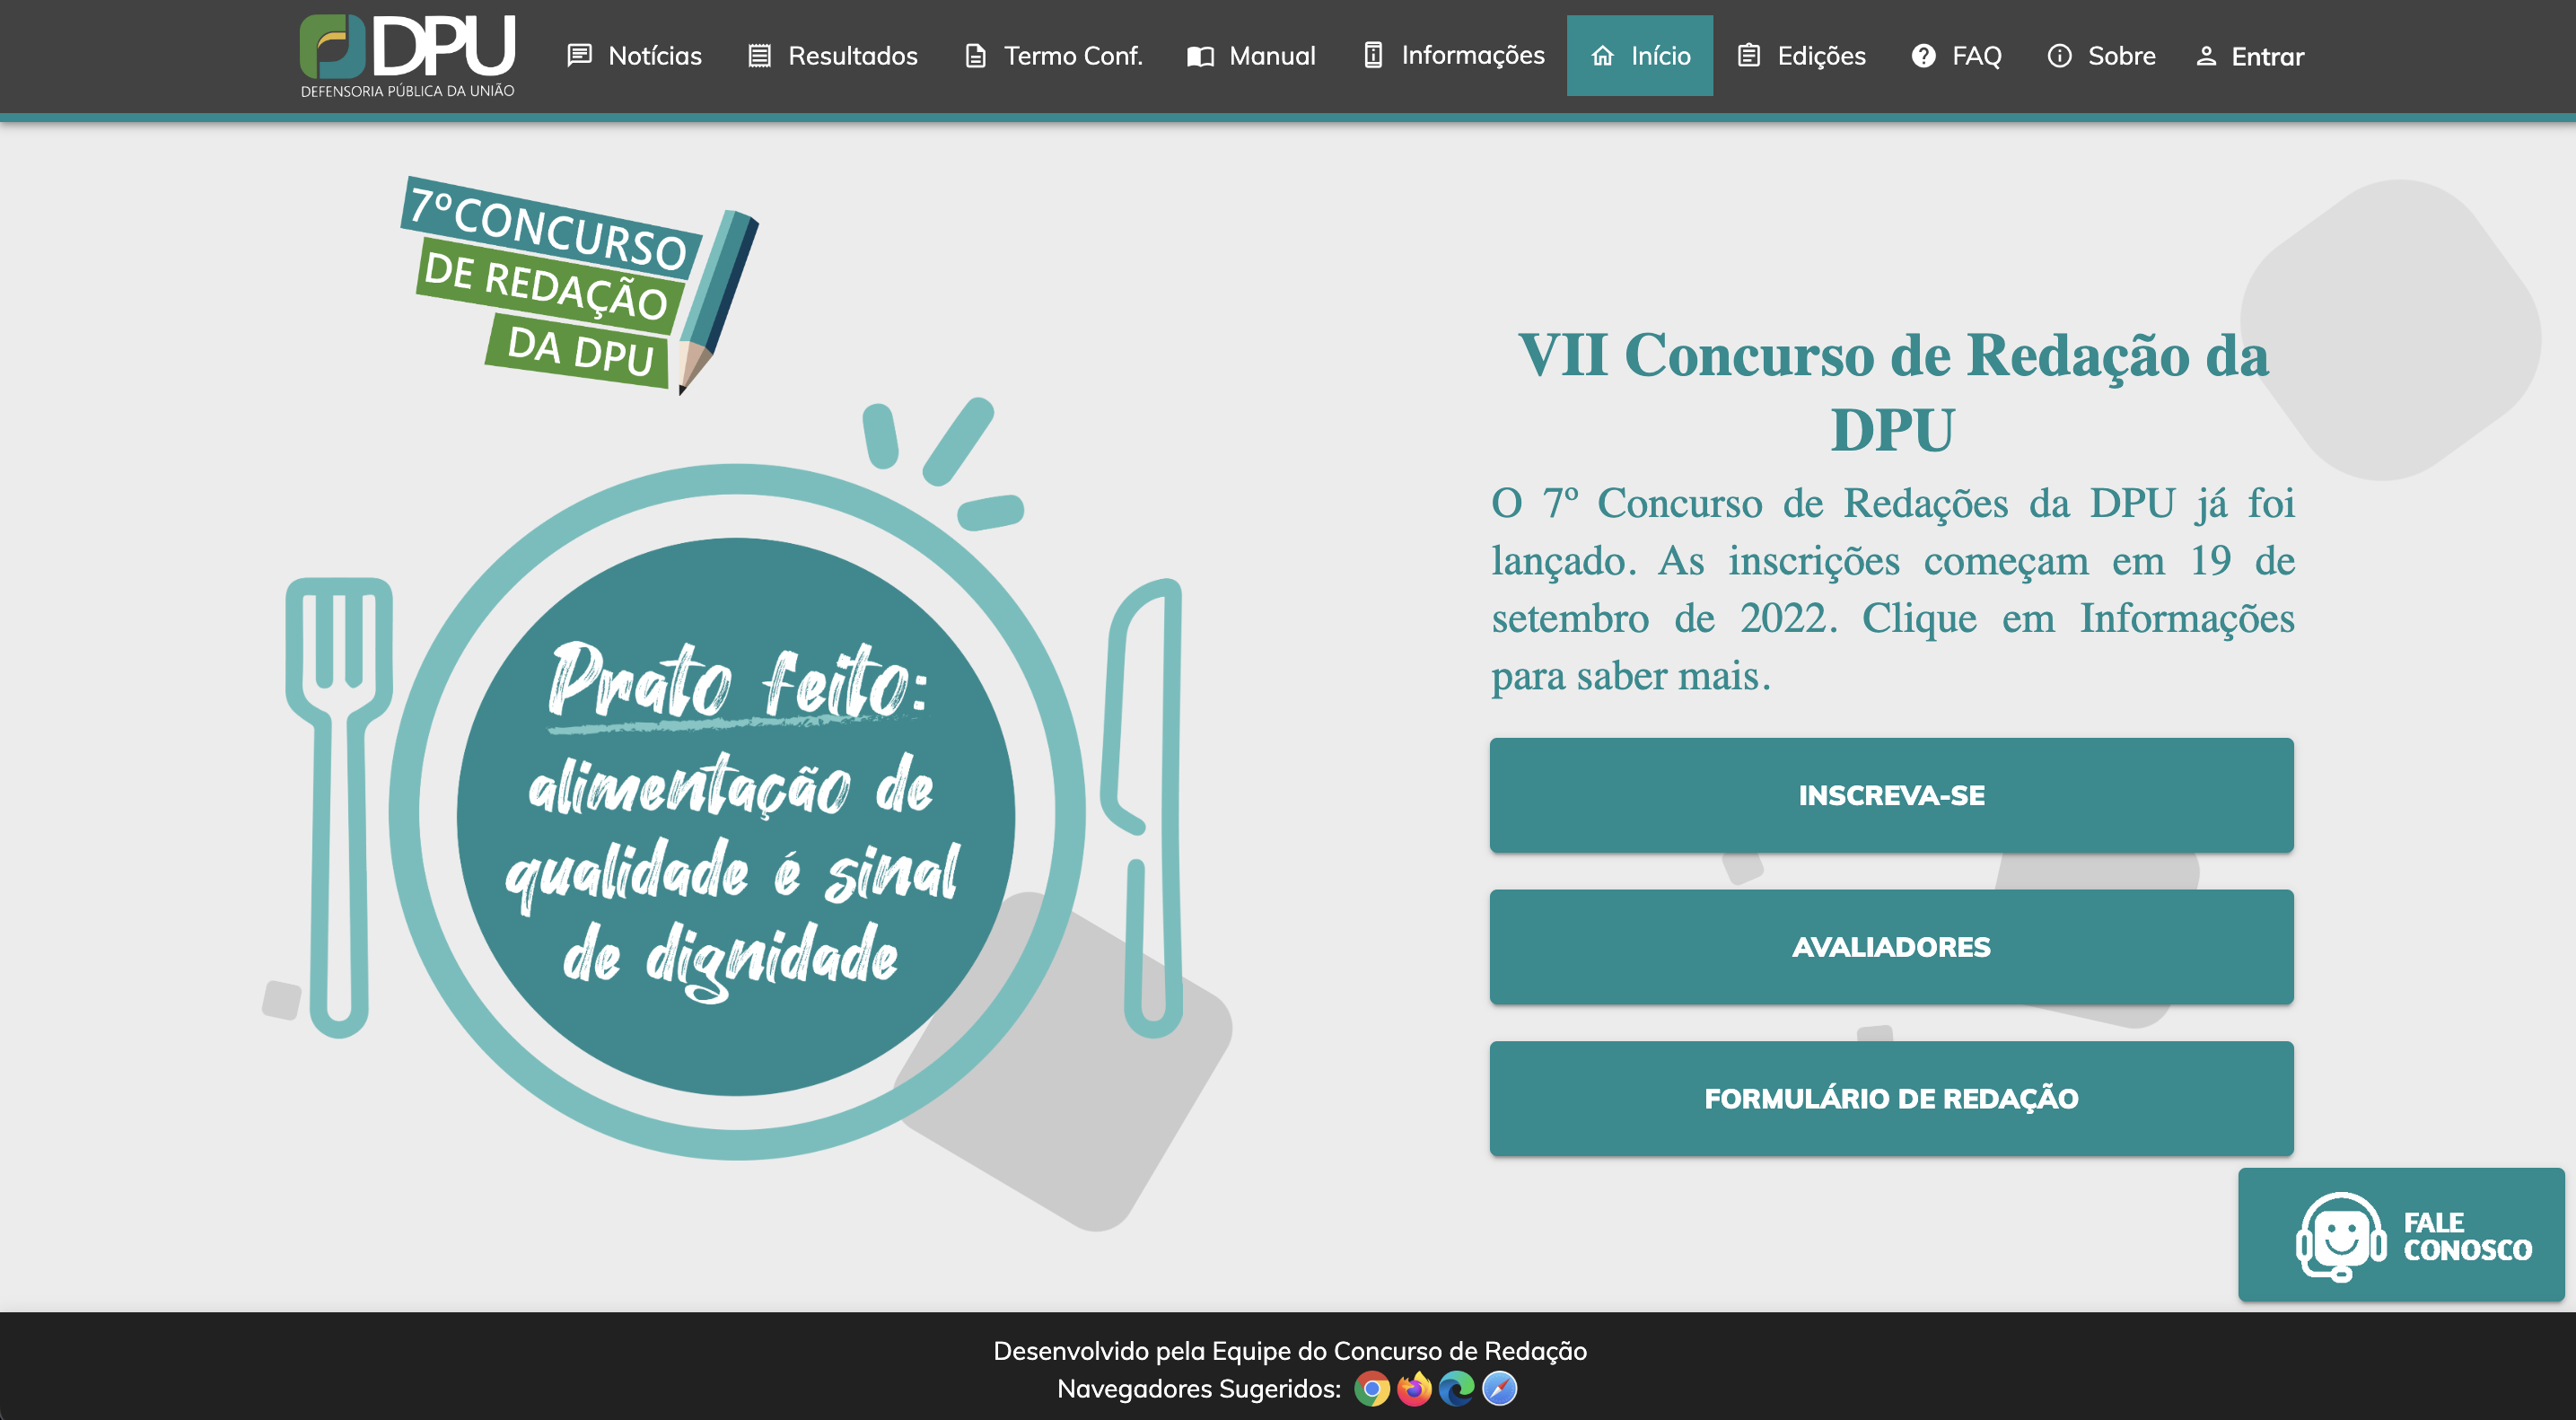 DPU
DEFENSORIA PÚBLICA DA UNIÃO
Notícias
Resultados
Termo Conf.
Manual
Informações
Início
Edições
FAQ
Sobre
Entrar
7º CONCURSO
DE REDAÇÃO
DA DPU
Prato feito:
alimentação de
qualidade é sinal
de dignidade
VII Concurso de Redação da
DPU
O 7º Concurso de Redações da DPU já foi
lançado. As inscrições começam em 19 de
setembro de 2022. Clique em Informações
para saber mais.
INSCREVA-SE
AVALIADORES
FORMULÁRIO DE REDAÇÃO
FALE
CONOSCO
Desenvolvido pela Equipe do Concurso de Redação
Navegadores Sugeridos: